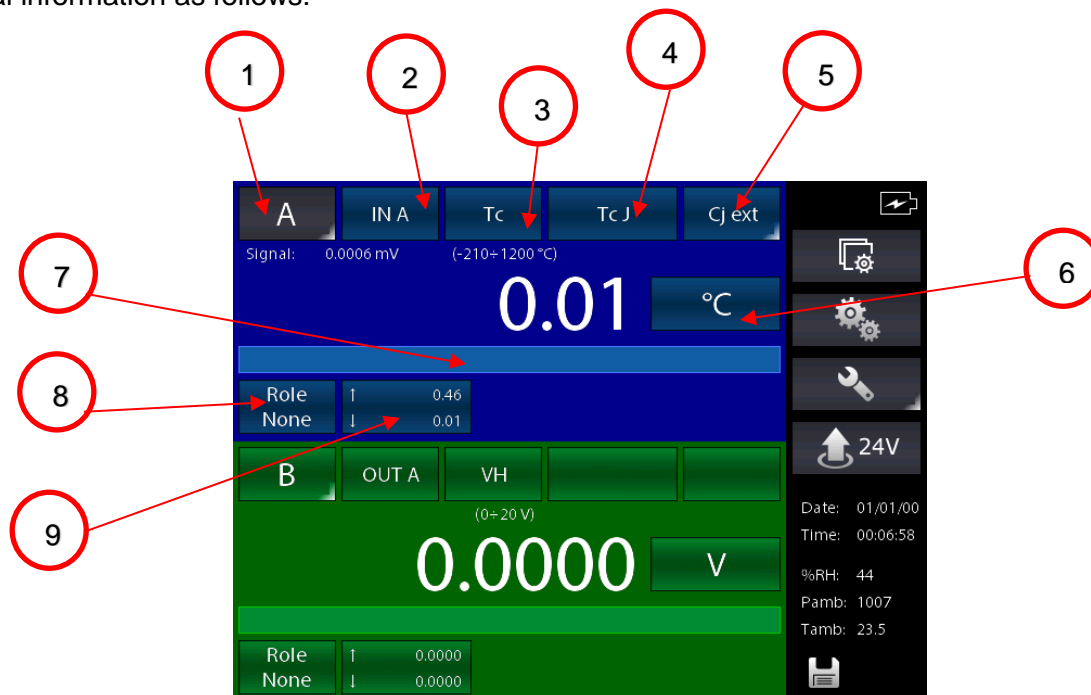 al information as follows:
1
2
3
4
5
6
7
8
9
A IN A Tc Tc J Cj ext
Signal: 0.0006 mV (-210÷1200 °C)
0.01 °C
Role None ↑ 0.46
↓ 0.01
B OUT A VH
(0÷20 V)
0.0000 V
Role None ↑ 0.0000
↓ 0.0000
24V
Date: 01/01/00
Time: 00:06:58
%RH: 44
Pamb: 1007
Tamb: 23.5